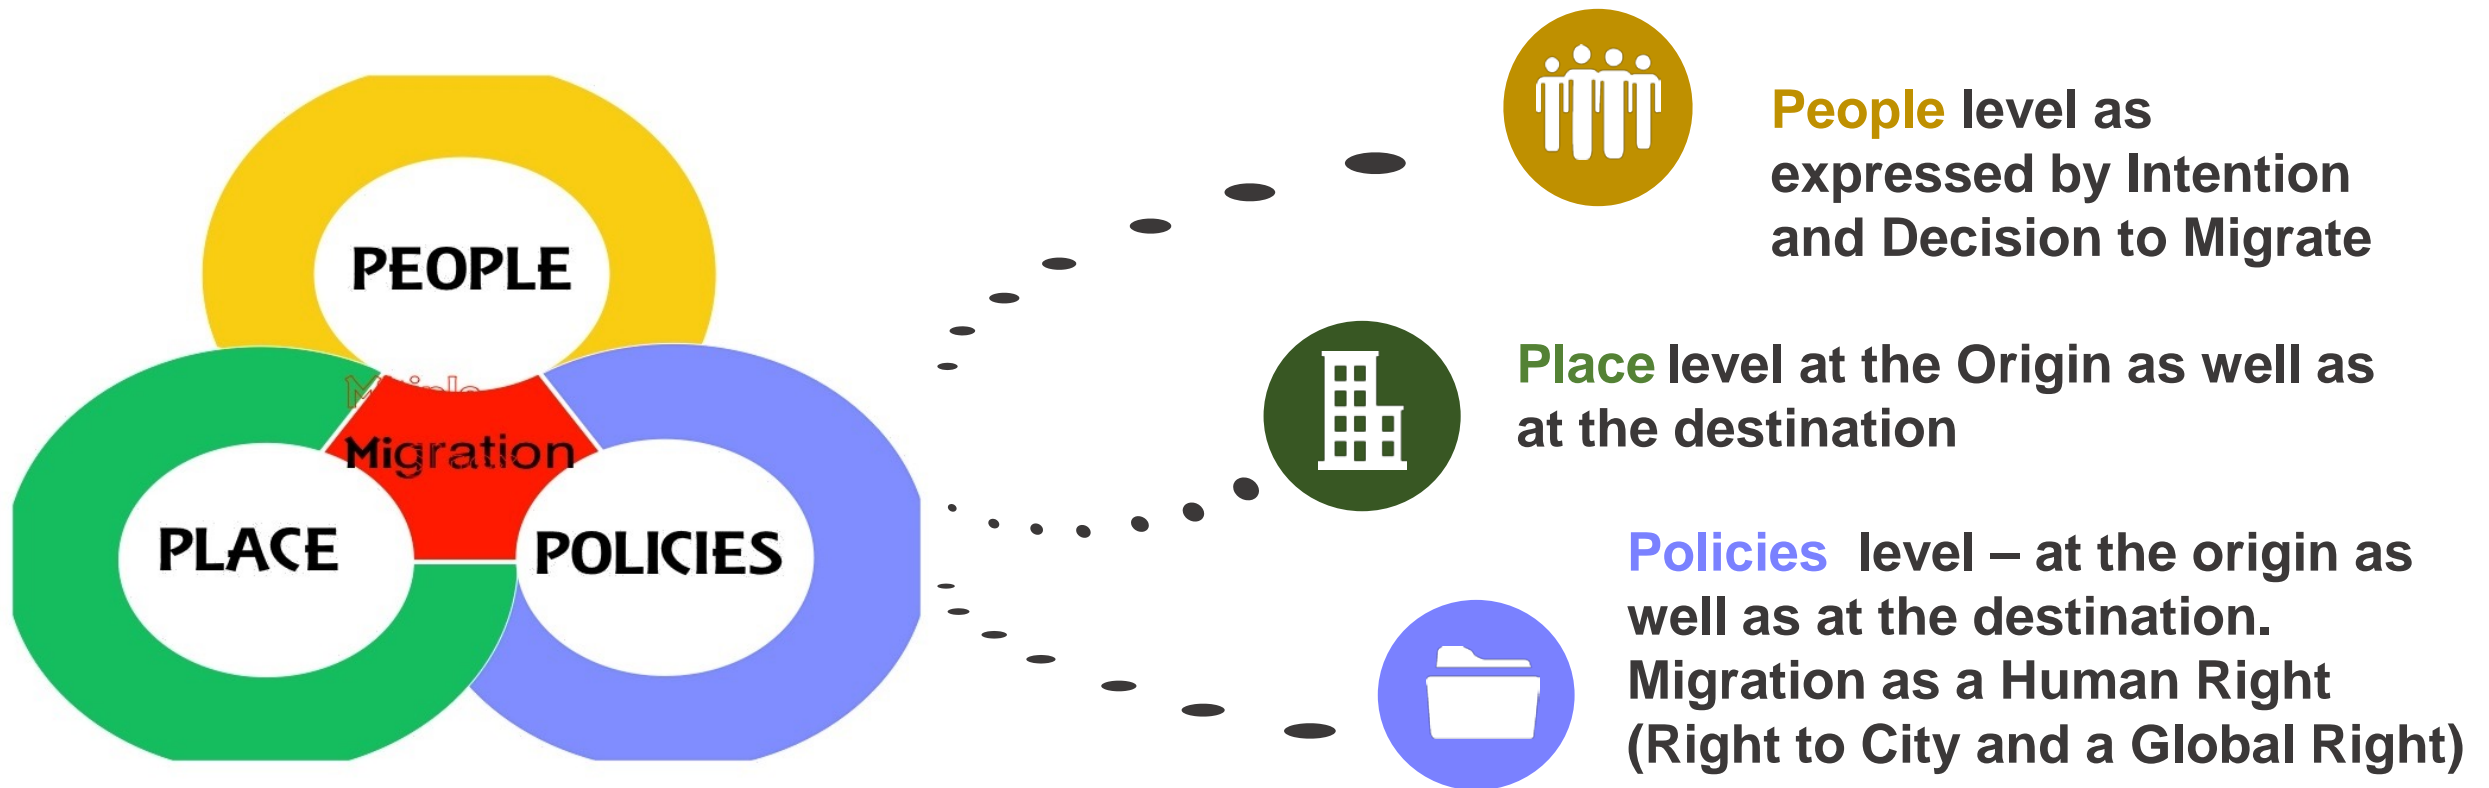 PEOPLE
Migration
PLACE
POLICIES
People level as
expressed by Intention
and Decision to Migrate
Place level at the Origin as well as
at the destination
Policies level – at the origin as
well as at the destination.
Migration as a Human Right
(Right to City and a Global Right)